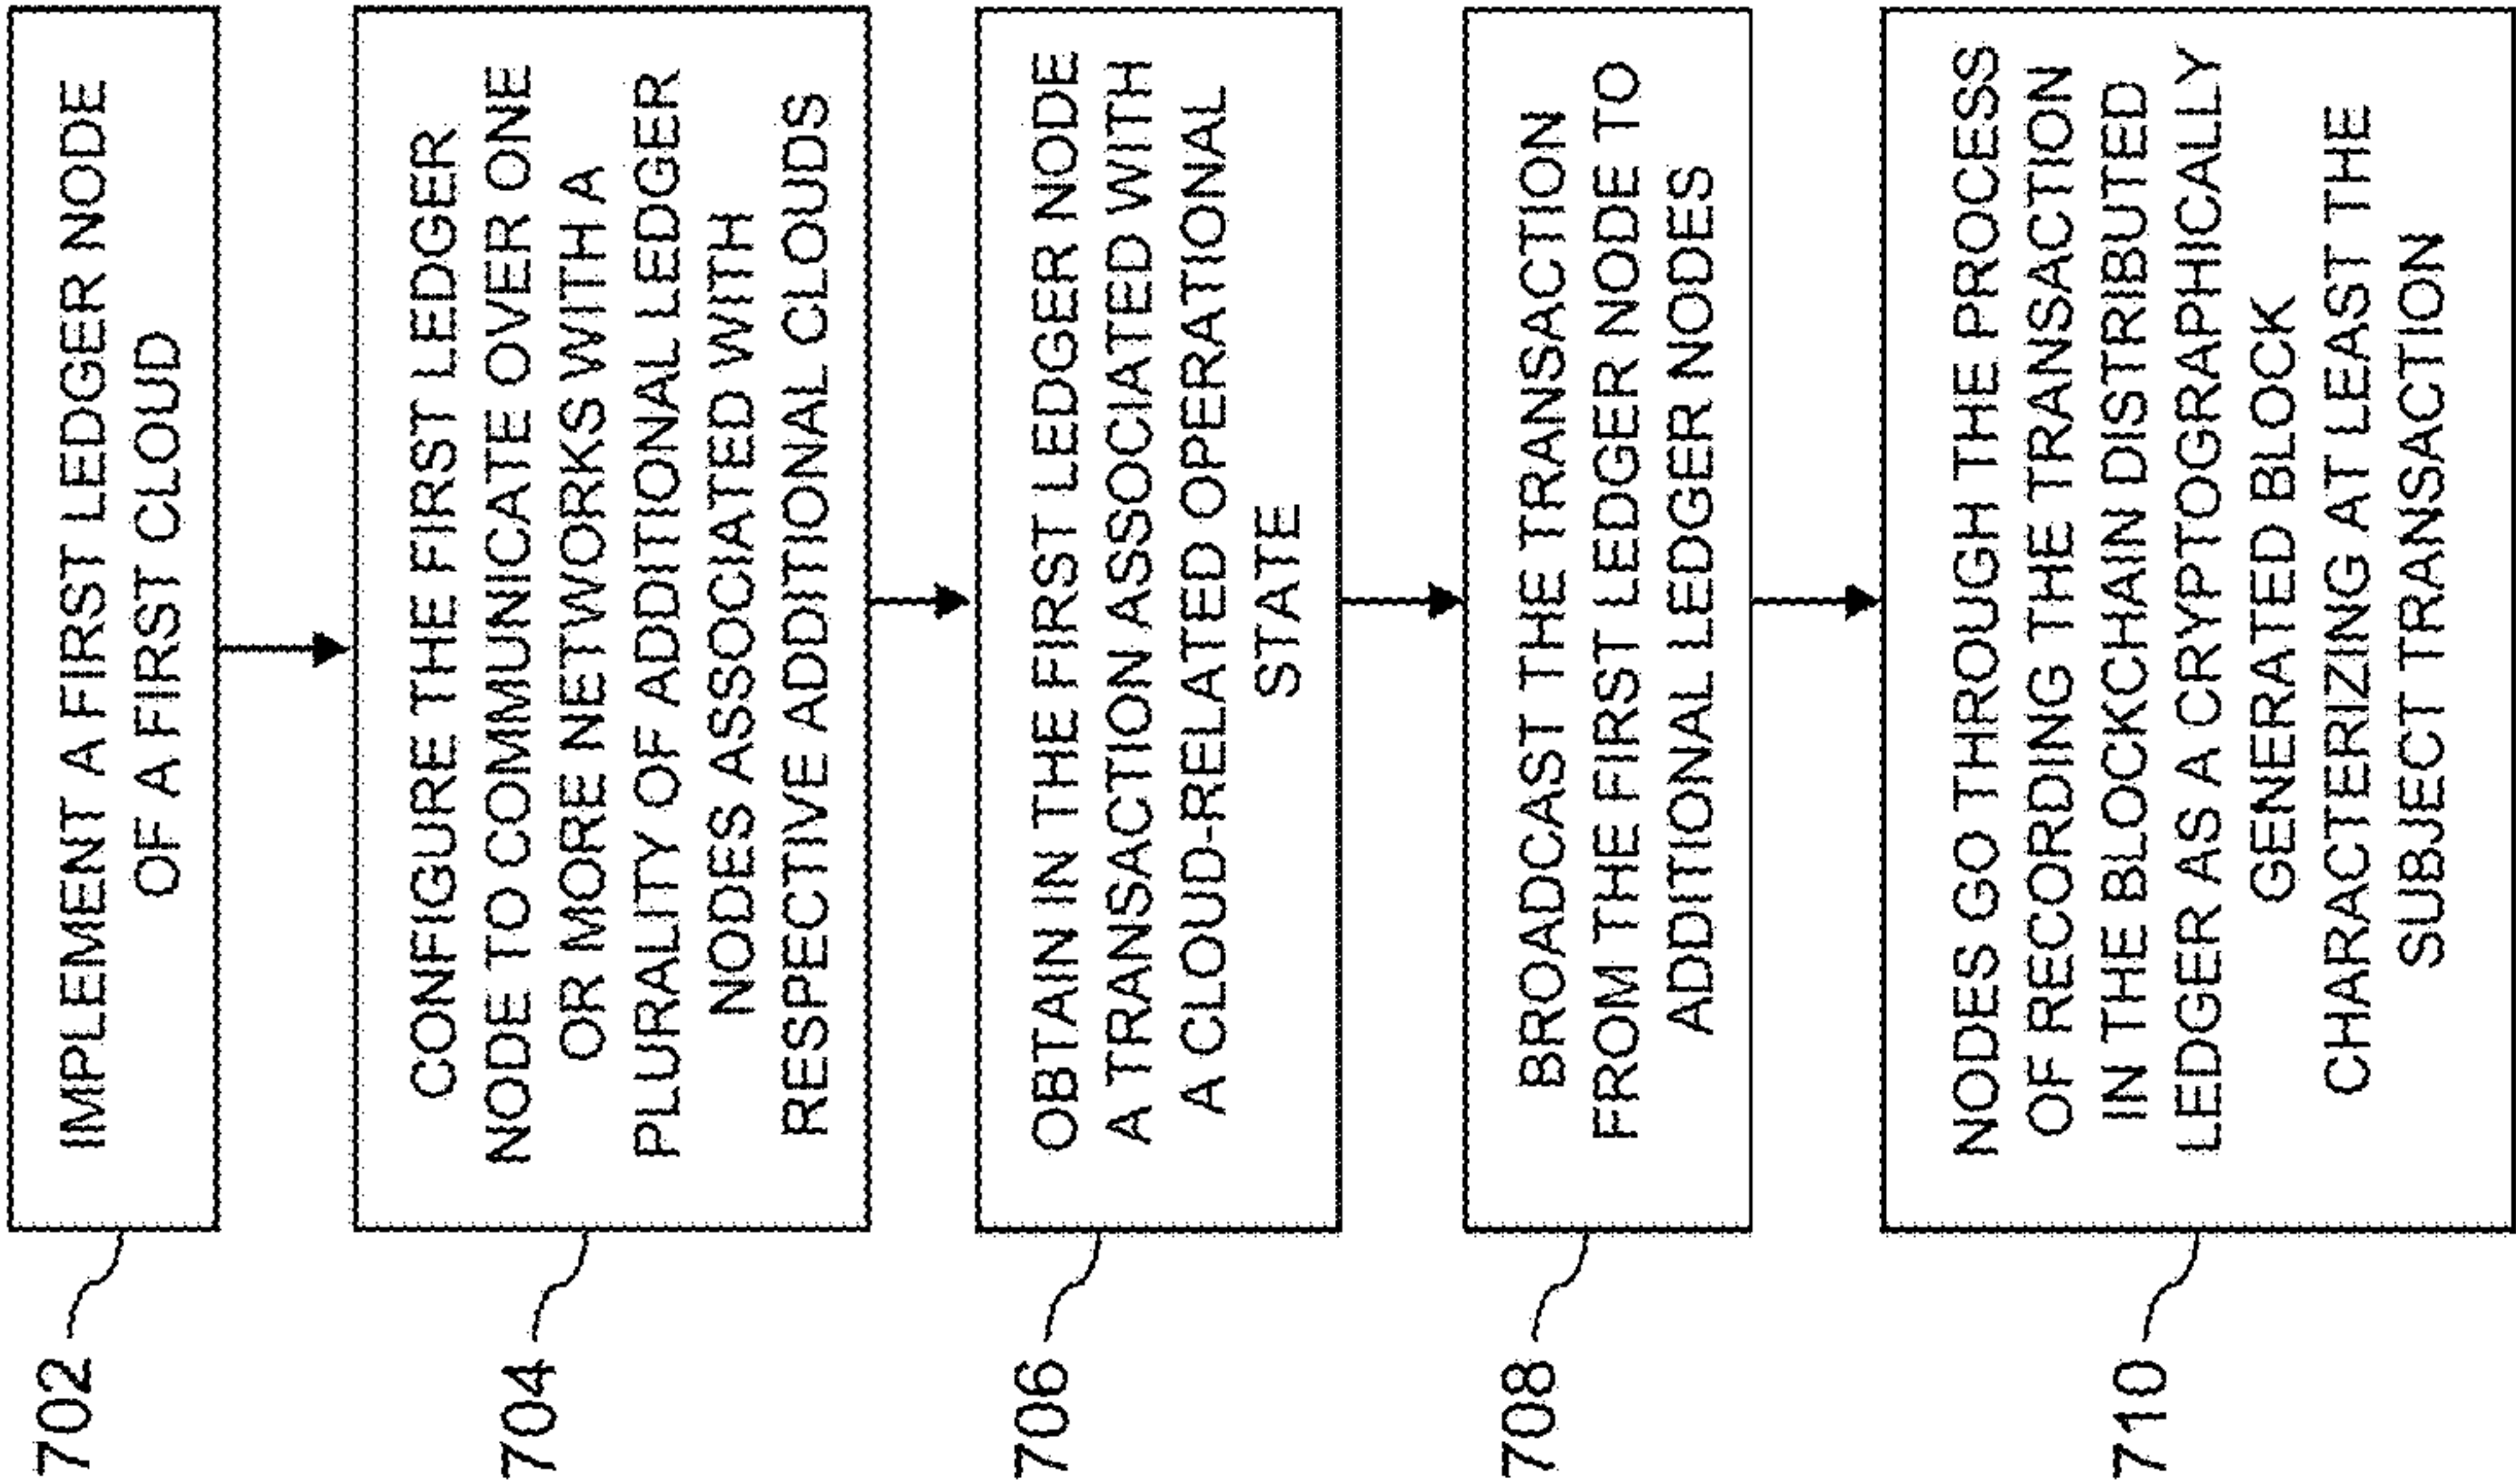 702
IMPLEMENT A FIRST LEDGER NODE
OF A FIRST CLOUD
704
CONFIGURE THE FIRST LEDGER
NODE TO COMMUNICATE OVER ONE
OR MORE NETWORKS WITH A
PLURALITY OF ADDITIONAL LEDGER
NODES ASSOCIATED WITH
RESPECTIVE ADDITIONAL CLOUDS
706
OBTAIN IN THE FIRST LEDGER NODE
A TRANSACTION ASSOCIATED WITH
A CLOUD-RELATED OPERATIONAL
STATE
708
BROADCAST THE TRANSACTION
FROM THE FIRST LEDGER NODE TO
ADDITIONAL LEDGER NODES
710
NODES GO THROUGH THE PROCESS
OF RECORDING THE TRANSACTION
IN THE BLOCKCHAIN DISTRIBUTED
LEDGER AS A CRYPTOGRAPHICALLY
GENERATED BLOCK
CHARACTERIZING AT LEAST THE
SUBJECT TRANSACTION